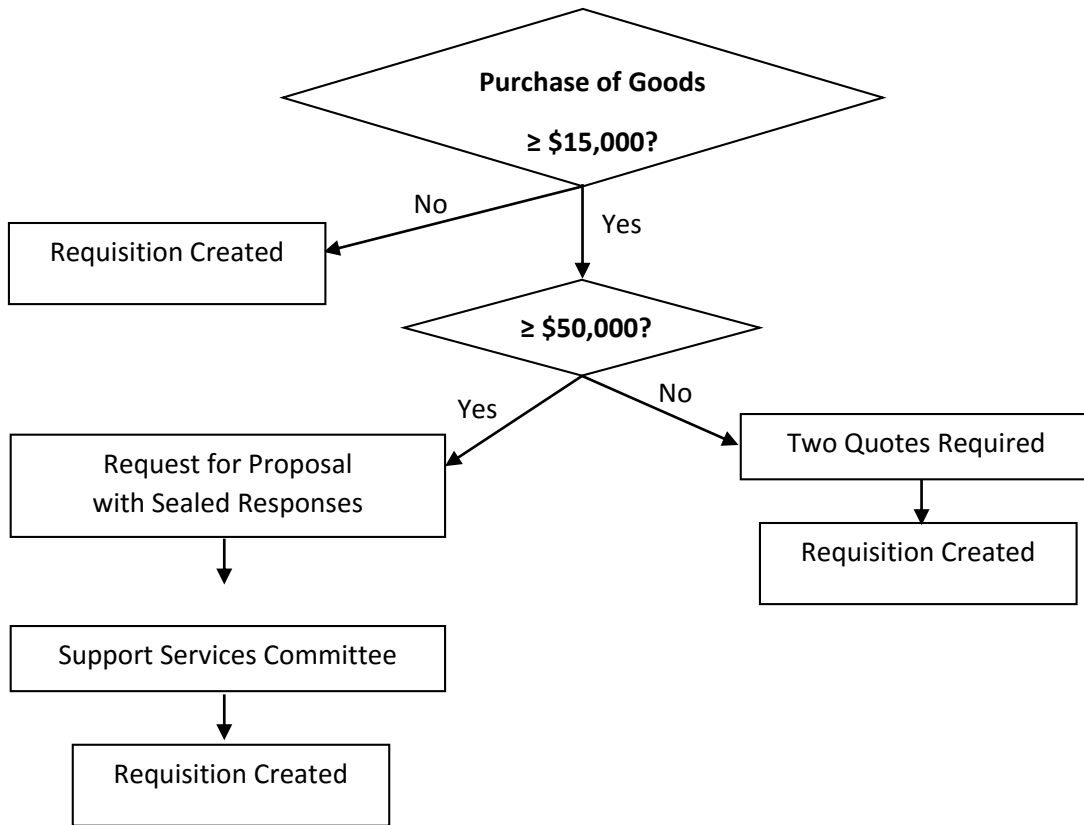 Purchase of Goods
≥ $15,000?
No
Yes
Requisition Created
≥ $50,000?
Yes
No
Request for Proposal
with Sealed Responses
Two Quotes Required
Requisition Created
Support Services Committee
Requisition Created